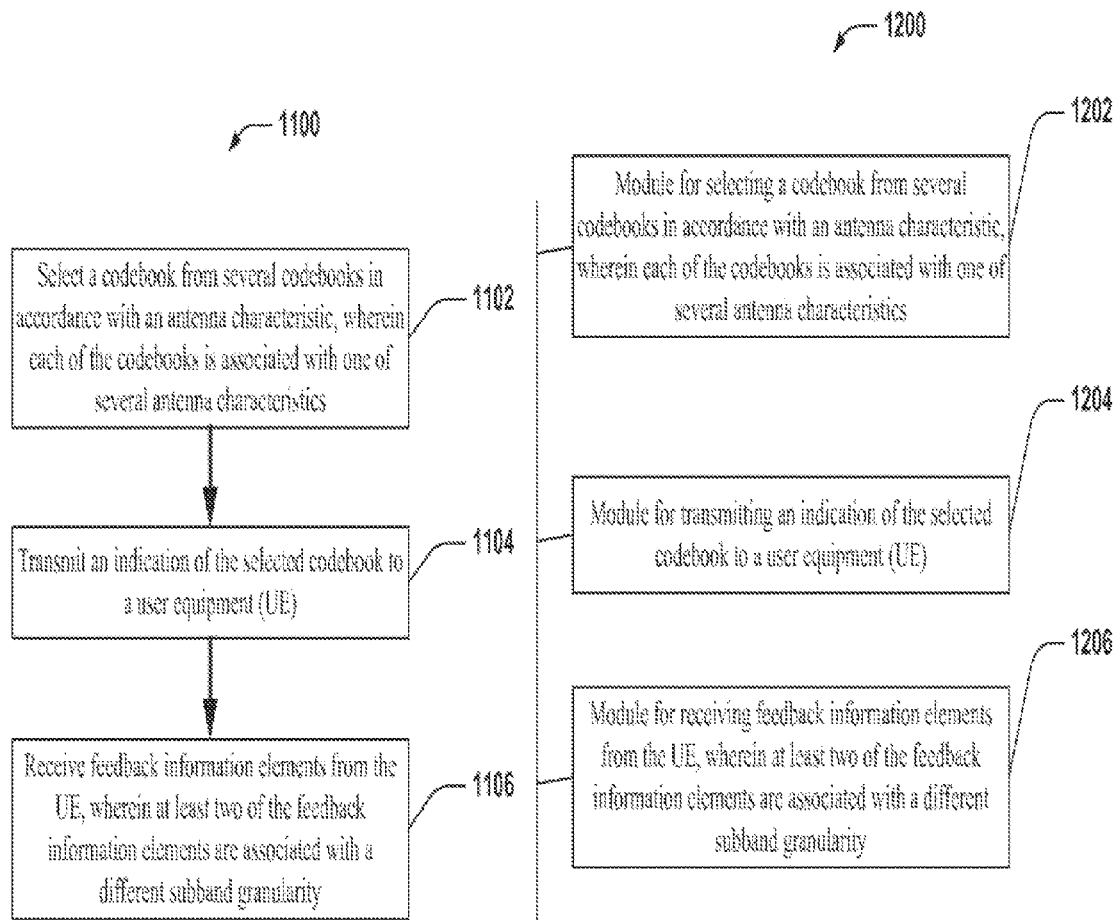 1100
Select a codebook from several codebooks in
accordance with an antenna characteristic, wherein
each of the codebooks is associated with one of
several antenna characteristics
1102
Transmit an indication of the selected codebook to
a user equipment (UE)
1104
Receive feedback information elements from the
UE, wherein at least two of the feedback
information elements are associated with a
different subband granularity
1106
1200
Module for selecting a codebook from several
codebooks in accordance with an antenna characteristic,
wherein each of the codebooks is associated with one of
several antenna characteristics
1202
Module for transmitting an indication of the selected
codebook to a user equipment (UE)
1204
Module for receiving feedback information elements
from the UE, wherein at least two of the feedback
information elements are associated with a different
subband granularity
1206